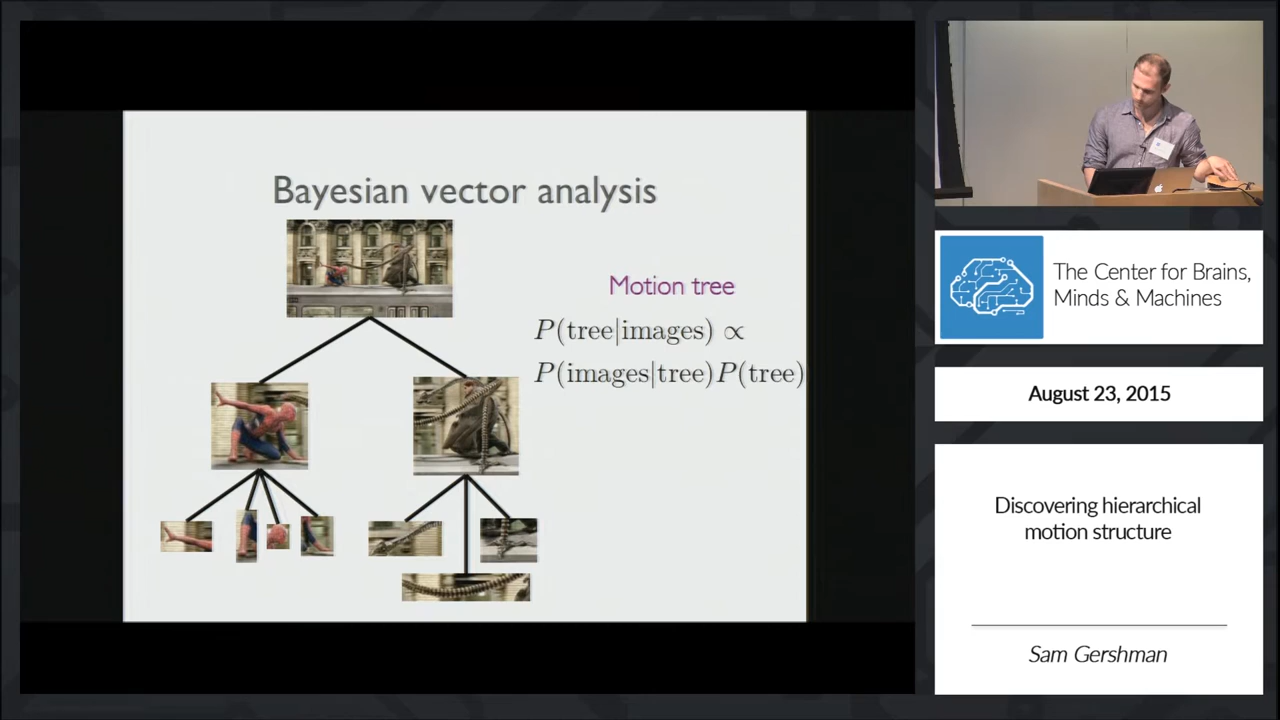 Bayesian vector analysis
Motion tree
P(tree|images) ∝
P(images|tree)P(tree)
The Center for Brains,
Minds & Machines
August 23, 2015
Discovering hierarchical
motion structure
Sam Gershman